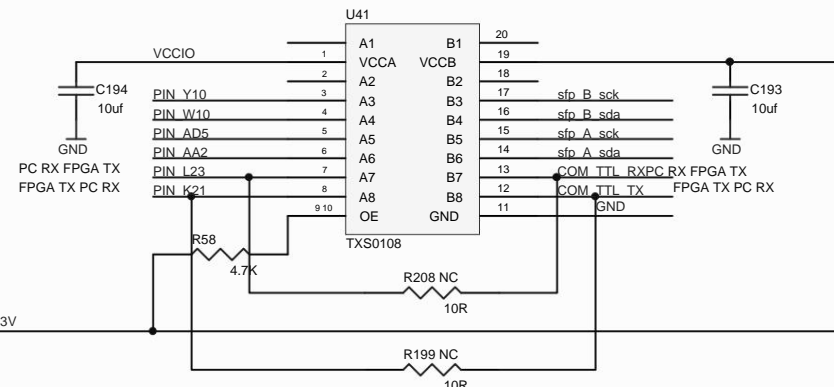 U41
A1 B1 20
VCCIO 1 VCCA VCCB 19
2 A2 B2 18
C194 PIN_Y10 3 A3 B3 17 sfp_B_sck C193
10uf PIN_W10 4 A4 B4 16 sfp_B_sda 10uf
PIN_AD5 5 A5 B5 15 sfp_A_sck
GND PIN_AA2 6 A6 B6 14 sfp_A_sda GND
PC RX FPGA TX PIN_L23 7 A7 B7 13 COM_TTL_RXPC RX FPGA TX
FPGA TX PC RX PIN_K21 8 A8 B8 12 COM_TTL_TX FPGA TX PC RX
9 10 OE GND 11 GND
R58 TXS0108
4.7K
R208 NC
10R
3V
R199 NC
10R